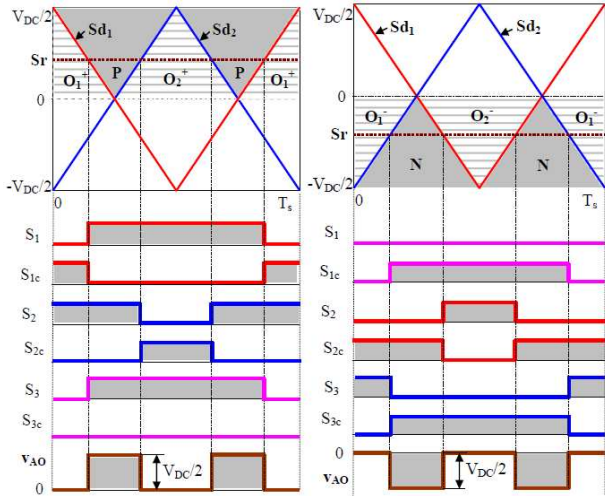 V_DC/2
Sd₁
Sd₂
Sr
O₁⁺
P
O₂⁺
P
O₁⁺
0
-V_DC/2
0
T_s
S₁
S₁c
S₂
S₂c
S₃
S₃c
v_AO
V_DC/2
0
V_DC/2
Sd₁
Sd₂
0
O₁⁻
O₂⁻
O₁⁻
Sr
N
N
-V_DC/2
0
T_s
S₁
S₁c
S₂
S₂c
S₃
S₃c
0
V_DC/2
v_AO